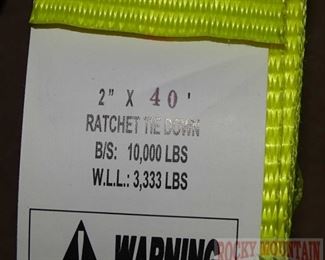 2" X 40'
RATCHET TIE DOWN
B/S: 10,000 LBS
W.L.L.: 3,333 LBS
WARNING
ROCKY MOUNTAIN